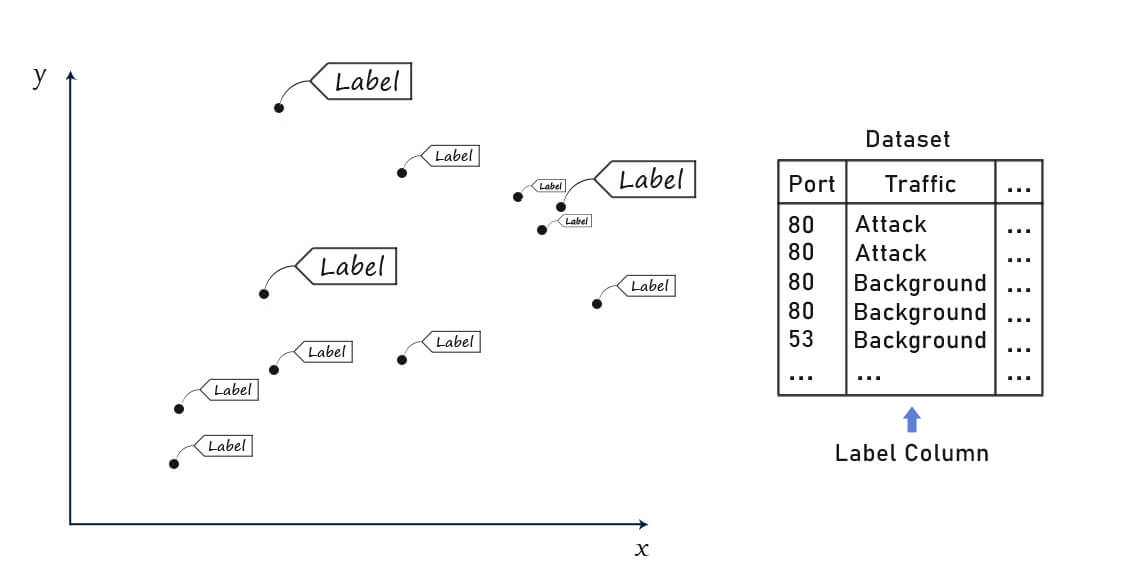 y
Label
Label
Label
Label
Label
Label
Label
Label
Label
Label
Label
x
Dataset
Port Traffic ...
80 Attack ...
80 Attack ...
80 Background ...
80 Background ...
53 Background ...
... ... ...
Label Column